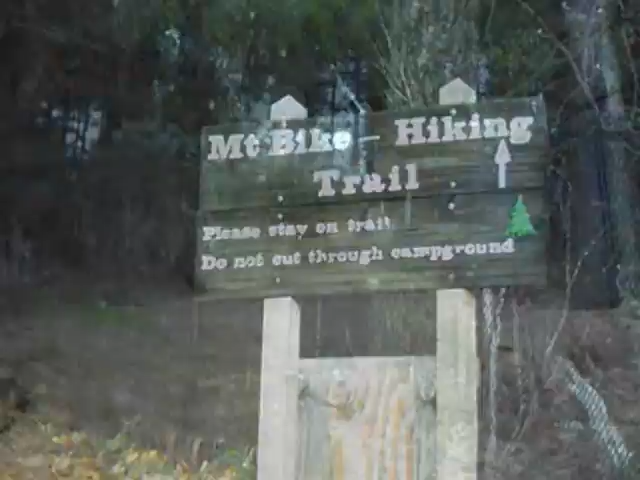 Mt Bike - Hiking
Trail
Please stay on trail
Do not cut through campground